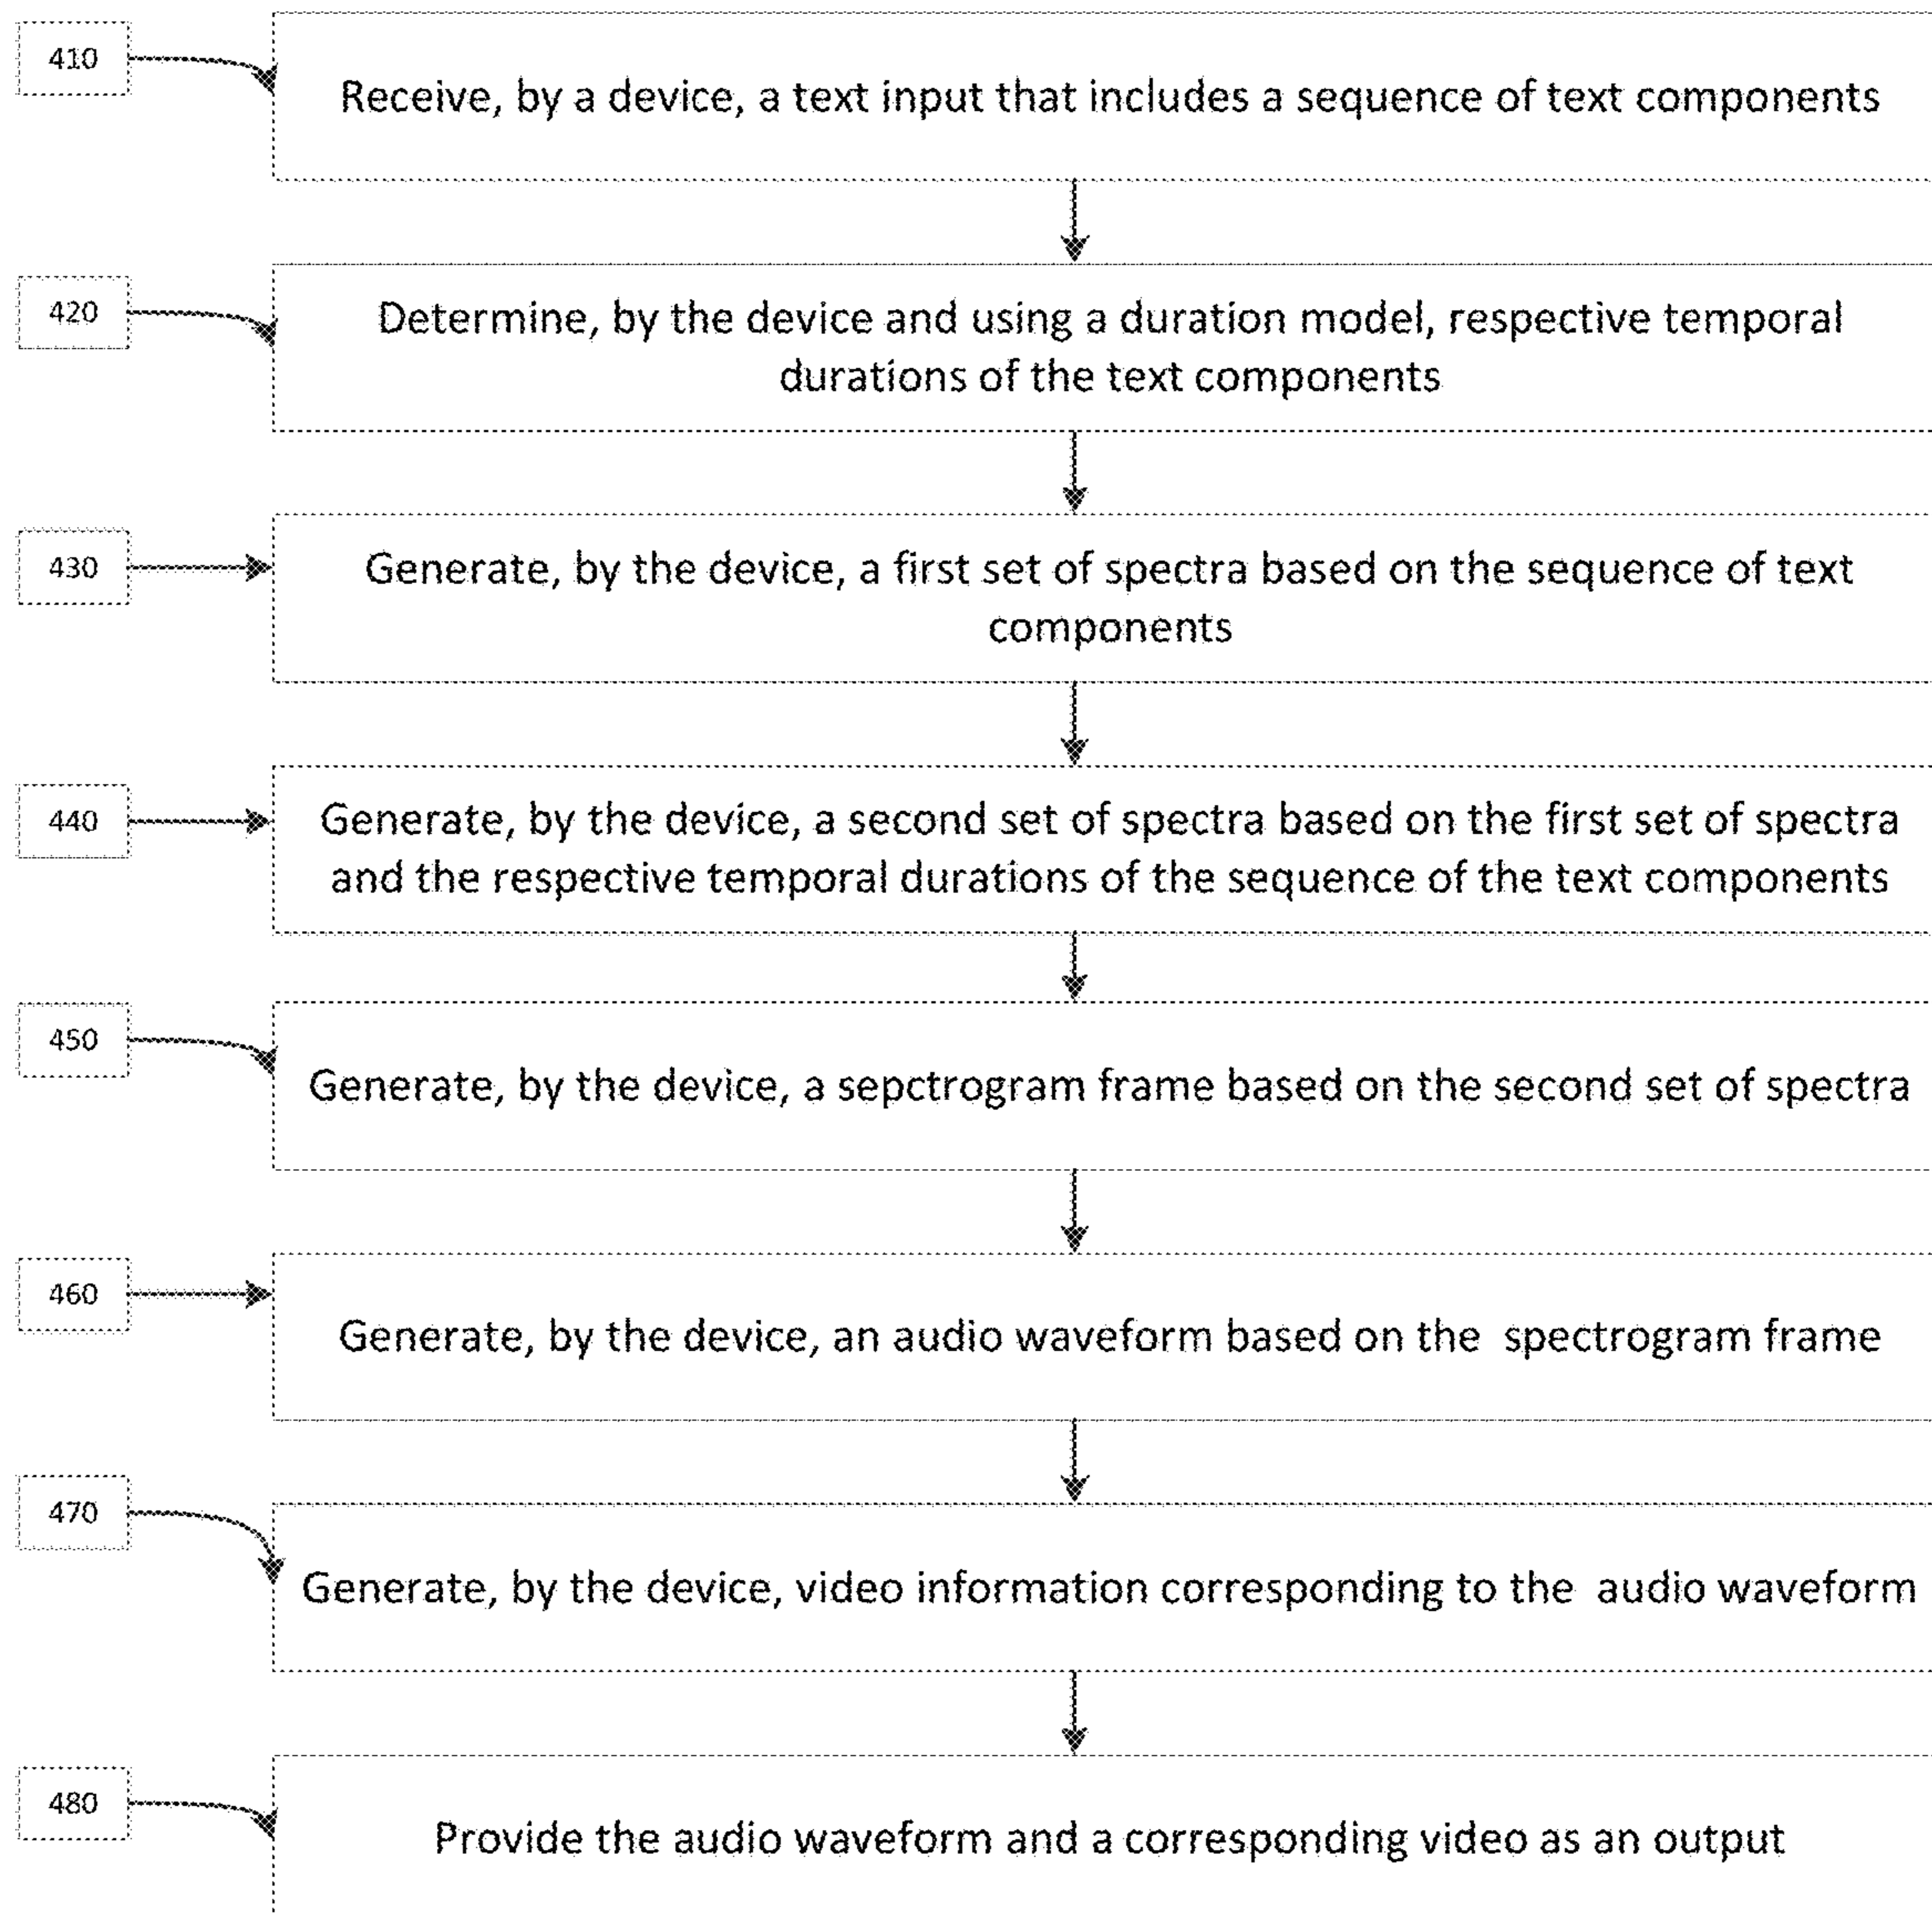 410
Receive, by a device, a text input that includes a sequence of text components
420
Determine, by the device and using a duration model, respective temporal
durations of the text components
430
Generate, by the device, a first set of spectra based on the sequence of text
components
440
Generate, by the device, a second set of spectra based on the first set of spectra
and the respective temporal durations of the sequence of the text components
450
Generate, by the device, a sepctrogram frame based on the second set of spectra
460
Generate, by the device, an audio waveform based on the  spectrogram frame
470
Generate, by the device, video information corresponding to the  audio waveform
480
Provide the audio waveform and a corresponding video as an output